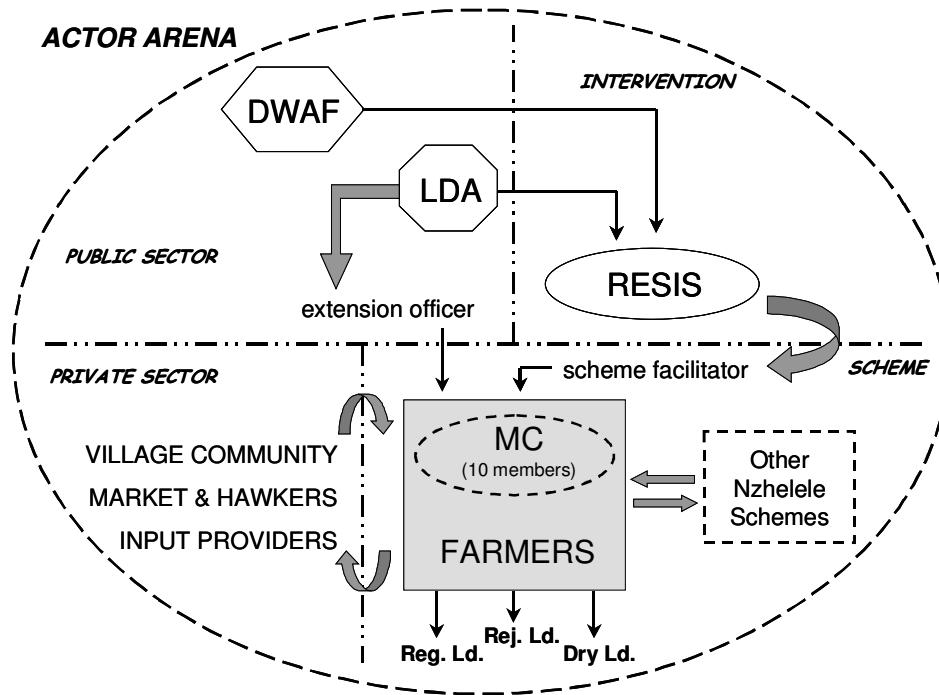 ACTOR ARENA
INTERVENTION
DWAF
LDA
PUBLIC SECTOR
RESIS
extension officer
PRIVATE SECTOR
scheme facilitator
SCHEME
MC
(10 members)
VILLAGE COMMUNITY
MARKET & HAWKERS
INPUT PROVIDERS
Other
Nzhelele
Schemes
FARMERS
Reg. Ld.
Rej. Ld.
Dry Ld.